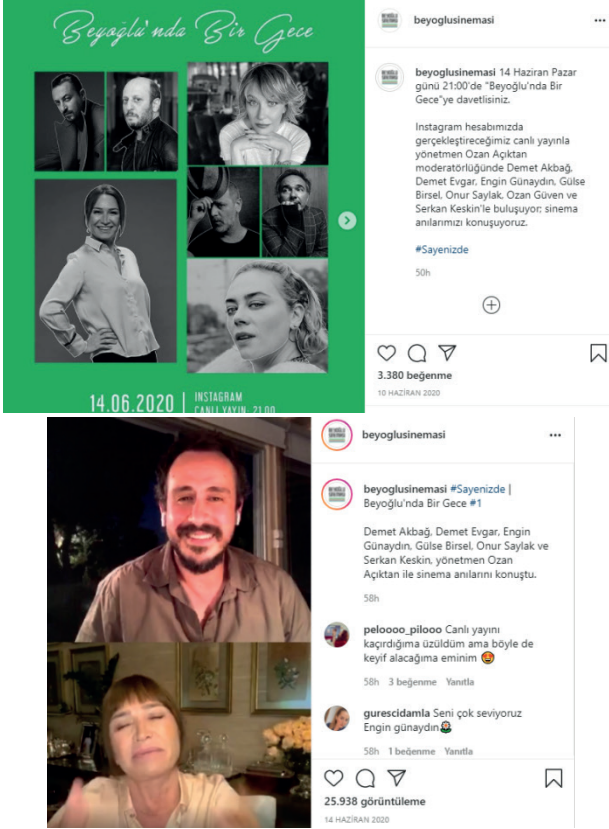 Beyoğlu'nda Bir Gece
14.06.2020 | INSTAGRAM
CANLI YAYIN: 21.00
beyoglusinemasi
beyoglusinemasi 14 Haziran Pazar
günü 21:00'de "Beyoğlu'nda Bir
Gece"ye davetlisiniz.
Instagram hesabımızda
gerçekleştireceğimiz canlı yayınla
yönetmen Ozan Açıktan
moderatörlüğünde Demet Akbağ,
Demet Evgar, Engin Günaydın, Gülse
Birsel, Onur Saylak, Ozan Güven ve
Serkan Keskin'le buluşuyor: sinema
anılarımızı konuşuyoruz.
#Sayenizde
50h
3.380 beğenme
10 HAZİRAN 2020
beyoglusinemasi
beyoglusinemasi #Sayenizde |
Beyoğlu'nda Bir Gece #1
Demet Akbağ, Demet Evgar, Engin
Günaydın, Gülse Birsel, Onur Saylak ve
Serkan Keskin, yönetmen Ozan
Açıktan ile sinema anılarını konuştu.
58h
peloooo_pilooo Canlı yayını
kaçırdığıma üzüldüm ama böyle de
keyif alacağıma eminim 🤩
58h 3 beğenme Yanıtla
gurescidamla Seni çok seviyoruz
Engin günaydın
58h 1 beğenme Yanıtla
25.938 görüntüleme
14 HAZİRAN 2020